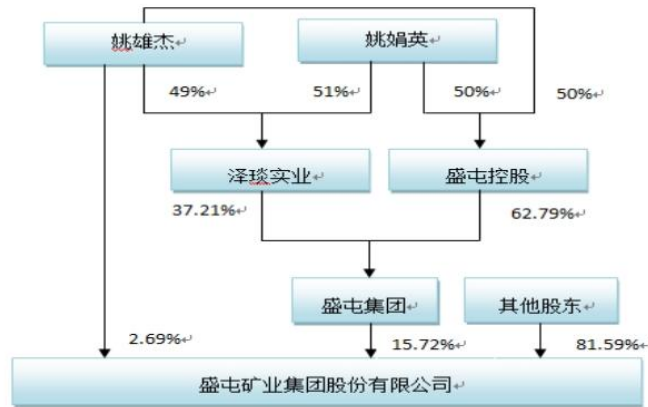 姚雄杰
姚娟英
49%
51%
50%
50%
泽琰实业
盛屯控股
37.21%
62.79%
盛屯集团
其他股东
2.69%
15.72%
81.59%
盛屯矿业集团股份有限公司